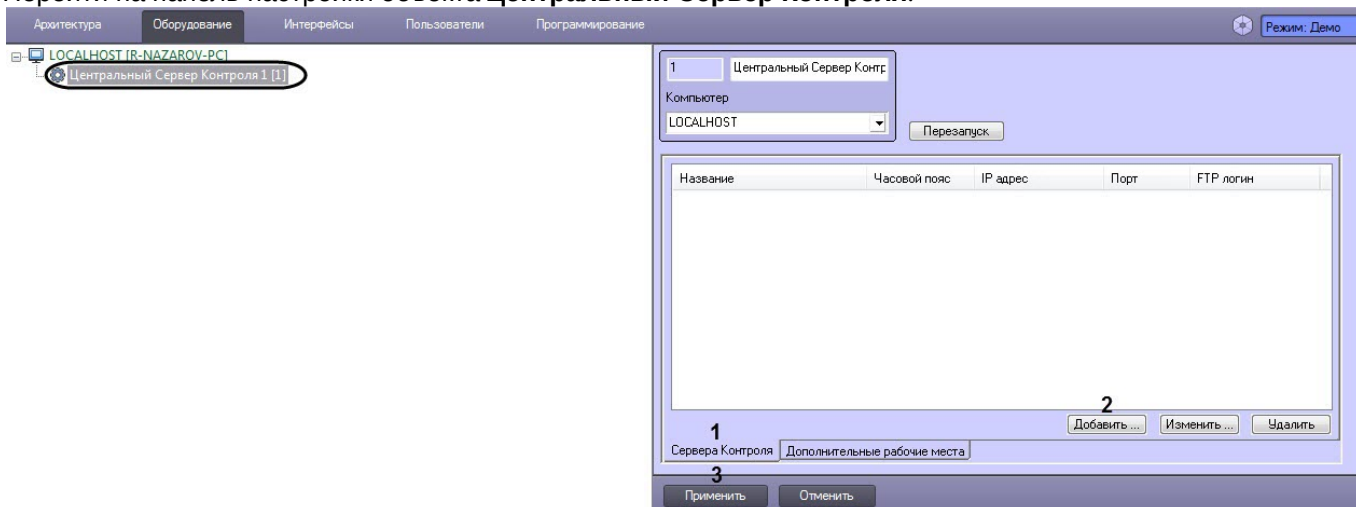 Перейти на панель настройки объекта Центральный Сервер Контроля.
Архитектура Оборудование Интерфейсы Пользователи Программирование Режим: Демо
LOCALHOST [R-NAZAROV-PC]
Центральный Сервер Контроля 1 [1]
1 Центральный Сервер Контр
Компьютер
LOCALHOST
Перезапуск
Название Часовой пояс IP адрес Порт FTP логин
2
Добавить ... Изменить ... Удалить
1
Сервера Контроля Дополнительные рабочие места
3
Применить Отменить